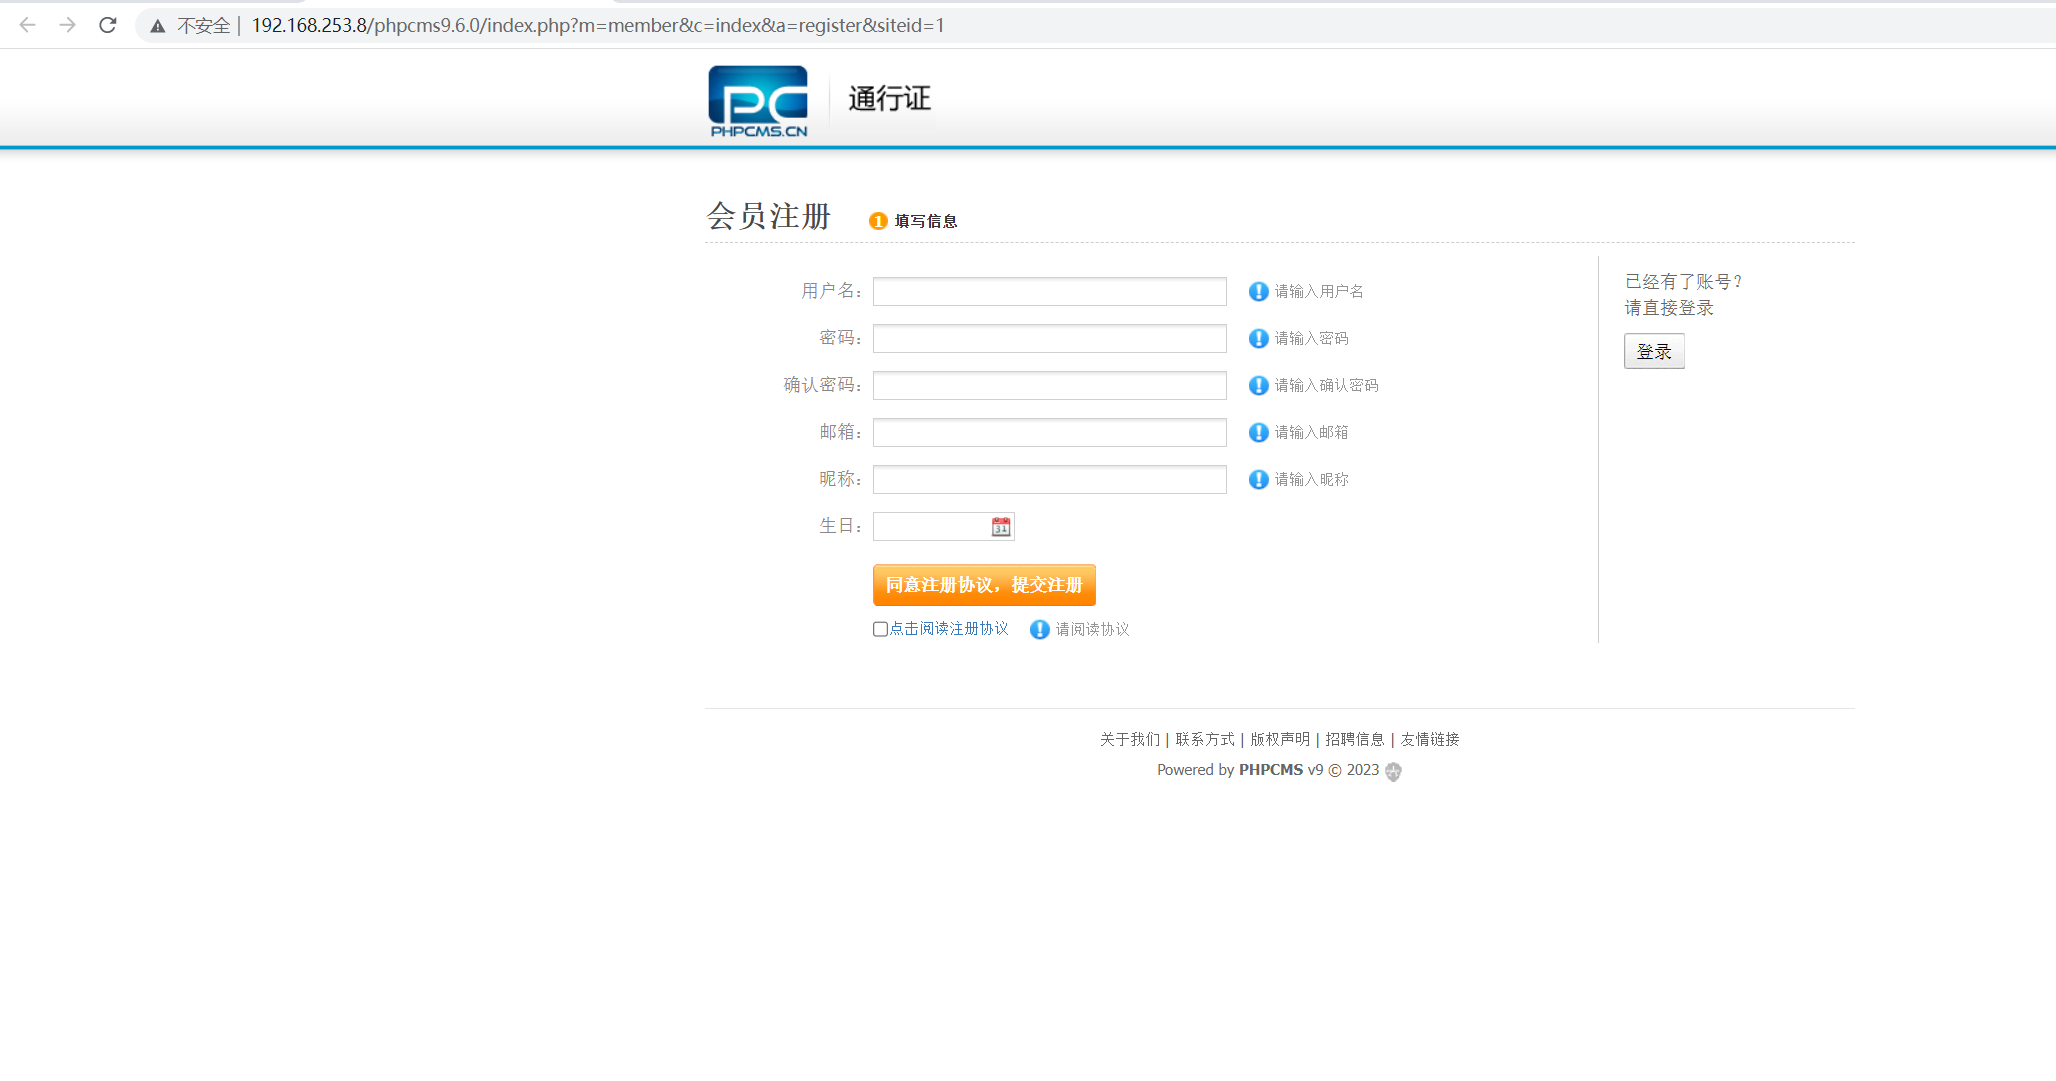 不安全 | 192.168.253.8/phpcms9.6.0/index.php?m=member&c=index&a=register&siteid=1
PC
PHPCMS.CN
通行证
会员注册 1 填写信息
用户名： 请输入用户名
密码： 请输入密码
确认密码： 请输入确认密码
邮箱： 请输入邮箱
昵称： 请输入昵称
生日： 31
同意注册协议，提交注册
点击阅读注册协议 请阅读协议
已经有了账号？
请直接登录
登录
关于我们 | 联系方式 | 版权声明 | 招聘信息 | 友情链接
Powered by PHPCMS v9 © 2023